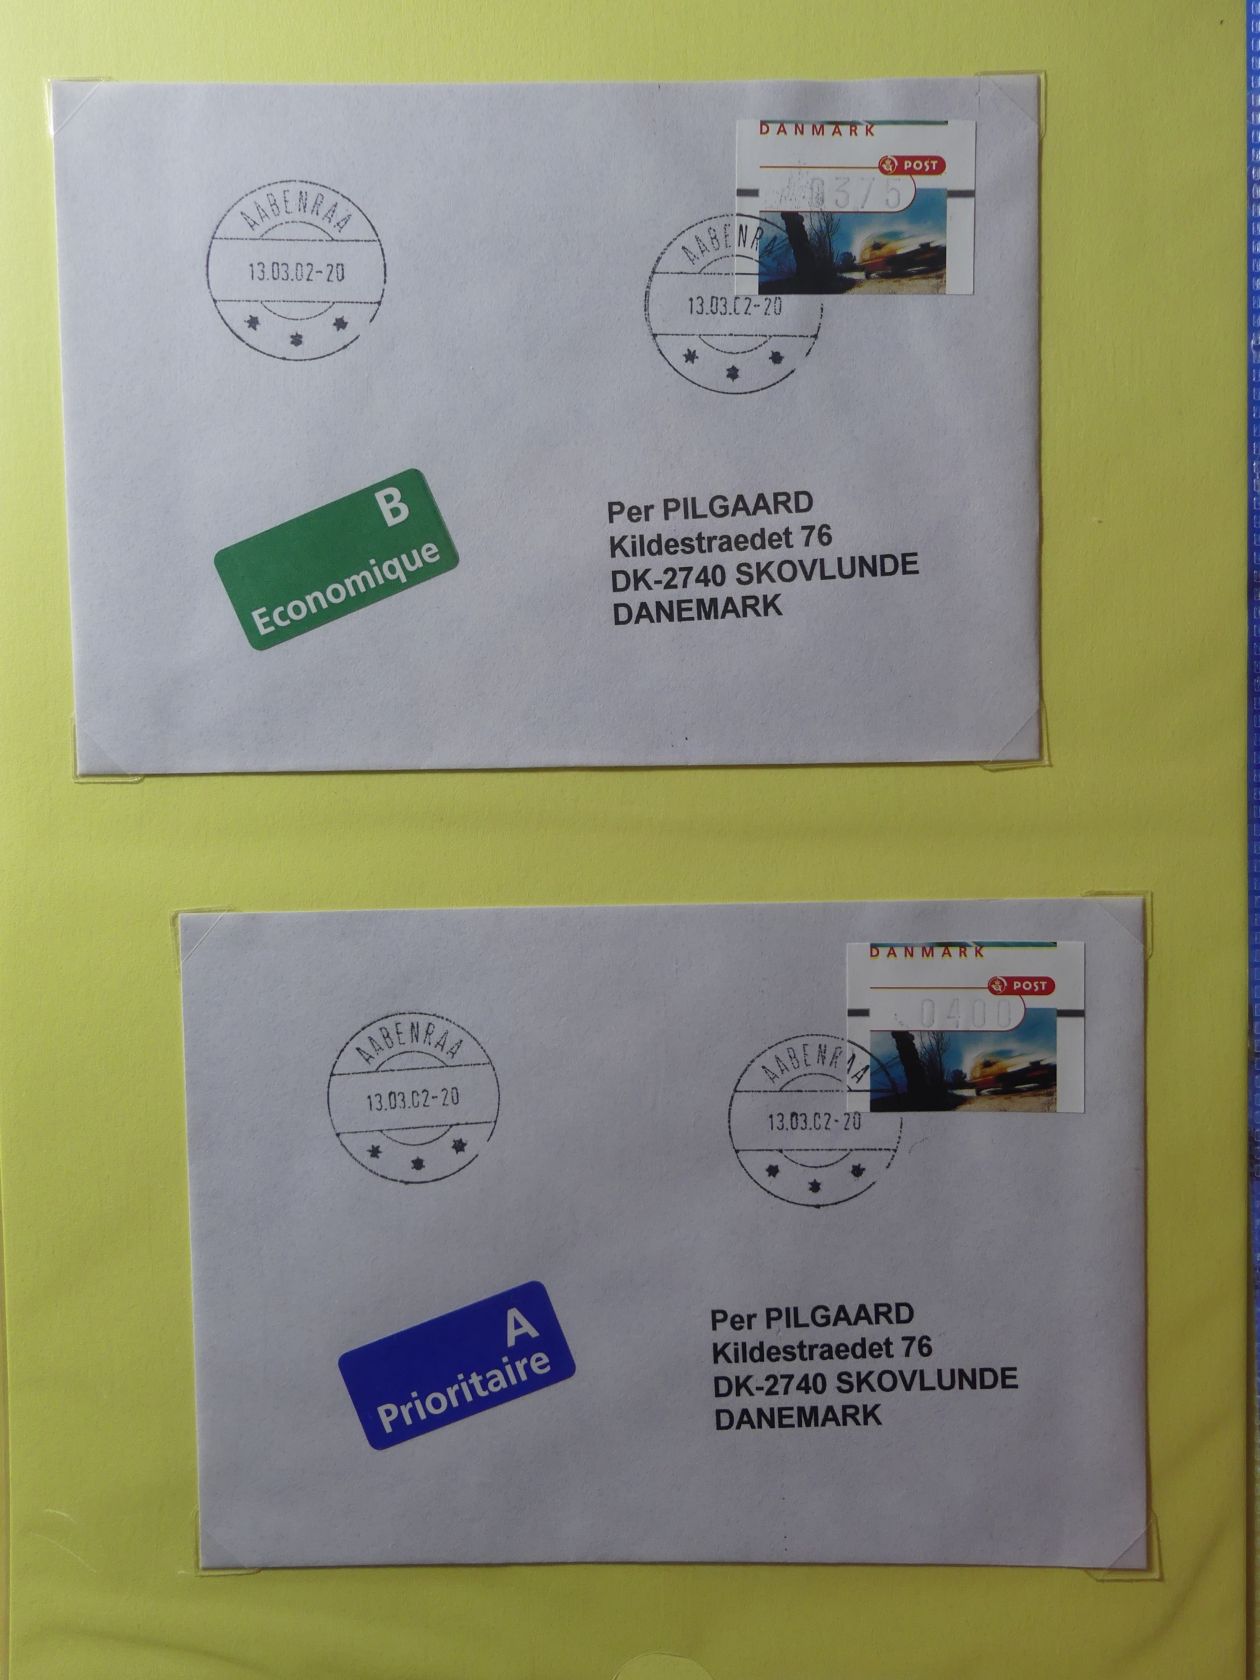 DANMARK
POST
0375
AABENRAA
13.03.02-20
AABENRA
13.03.02-20
B
Economique
Per PILGAARD
Kildestraedet 76
DK-2740 SKOVLUNDE
DANEMARK
DANMARK
POST
0400
AABENRAA
13.03.02-20
AABENRAA
13.03.02-20
A
Prioritaire
Per PILGAARD
Kildestraedet 76
DK-2740 SKOVLUNDE
DANEMARK